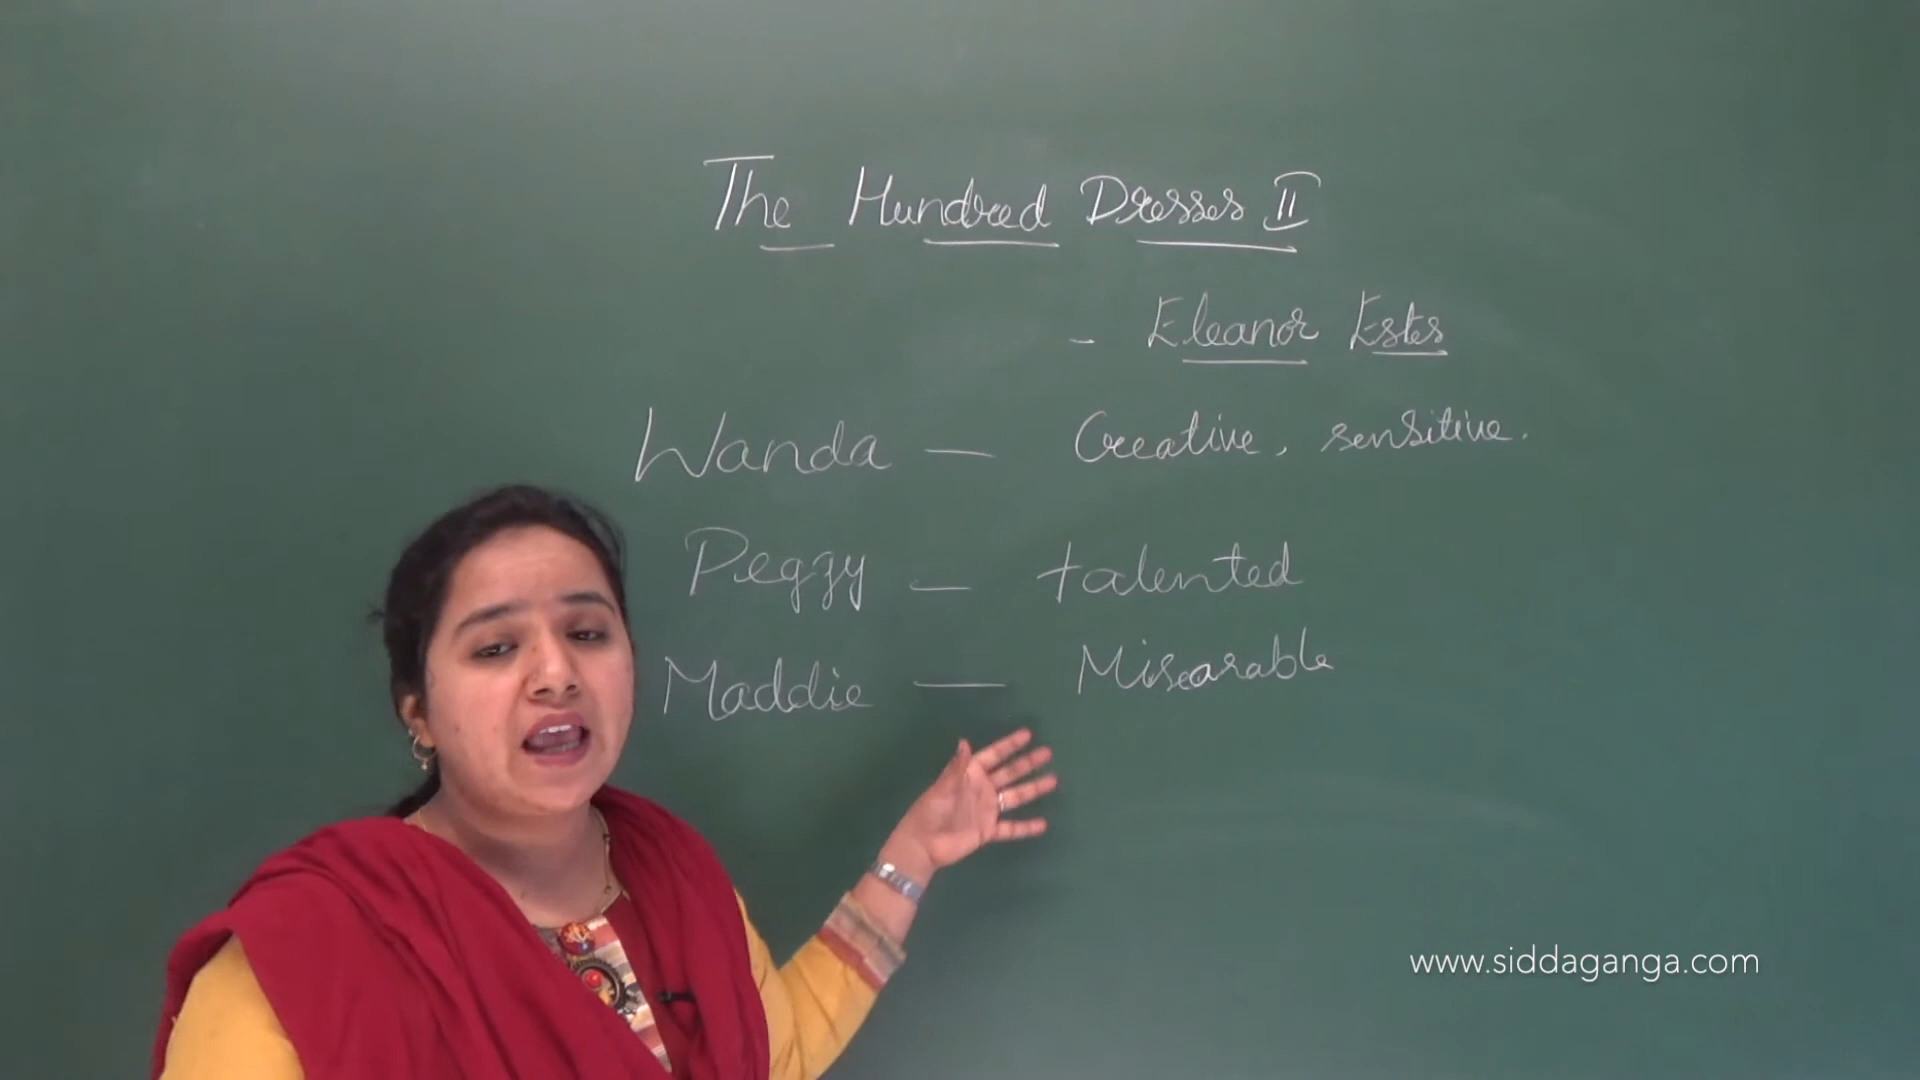 The Hundred Dresses II
- Eleanor Estes
Wanda — Creative, sensitive.
Peggy — talented
Maddie — Misearable
www.siddaganga.com